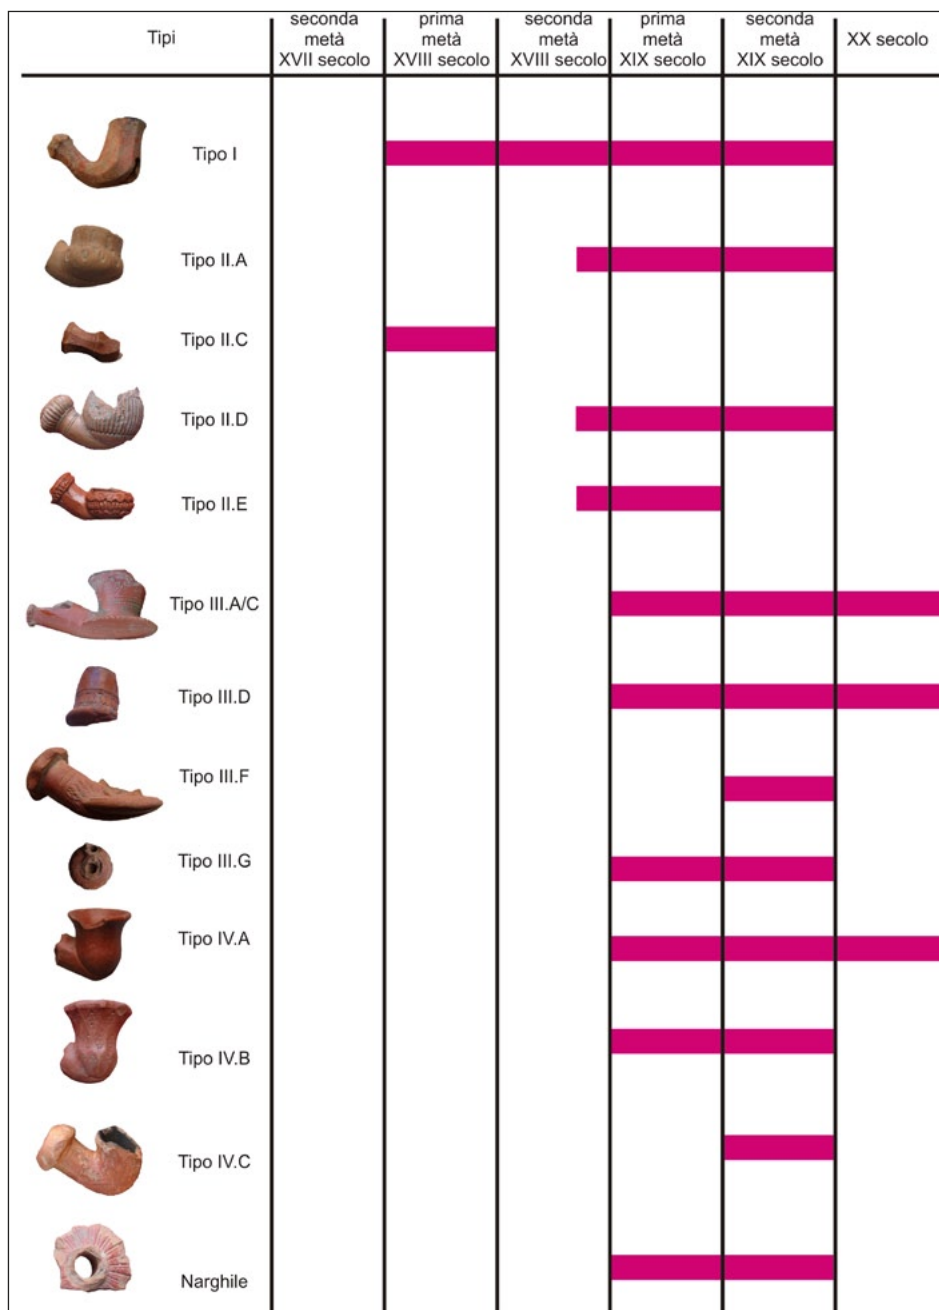 Tipi
seconda
metà
XVII secolo
prima
metà
XVIII secolo
seconda
metà
XVIII secolo
prima
metà
XIX secolo
seconda
metà
XIX secolo
XX secolo
Tipo I
Tipo II.A
Tipo II.C
Tipo II.D
Tipo II.E
Tipo III.A/C
Tipo III.D
Tipo III.F
Tipo III.G
Tipo IV.A
Tipo IV.B
Tipo IV.C
Narghile